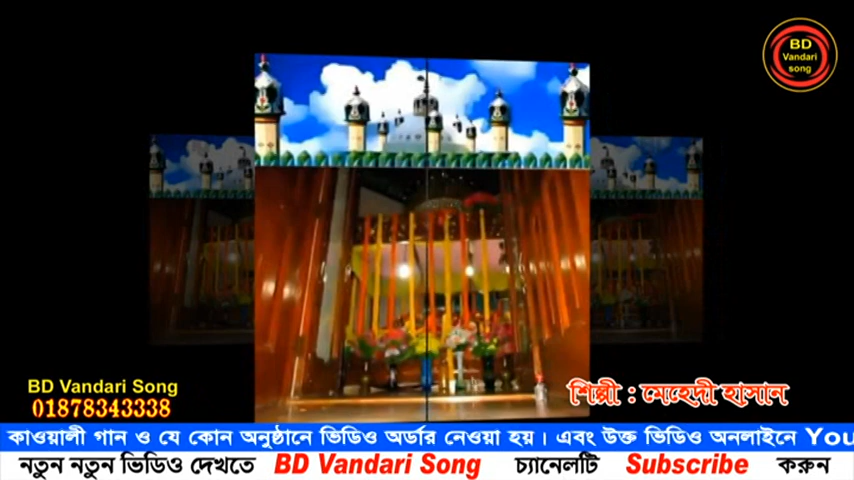 BD
Vandari
song
BD Vandari Song
01878343338
শিল্পী : মেহেদী হাসান
কাওয়ালী গান ও যে কোন অনুষ্ঠানে ভিডিও অর্ডার নেওয়া হয়। এবং উক্ত ভিডিও অনলাইনে You
নতুন নতুন ভিডিও দেখতে BD Vandari Song চ্যানেলটি Subscribe করুন